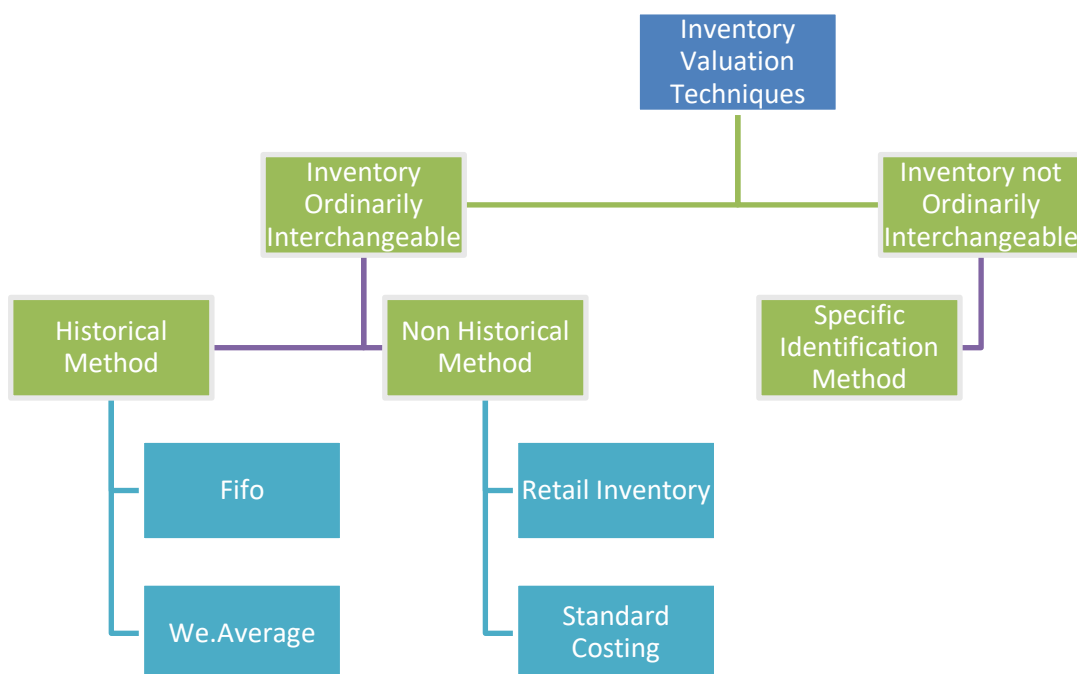 Inventory
Valuation
Techniques
Inventory
Ordinarily
Interchangeable
Inventory not
Ordinarily
Interchangeable
Historical
Method
Non Historical
Method
Specific
Identification
Method
Fifo
Retail Inventory
We.Average
Standard
Costing